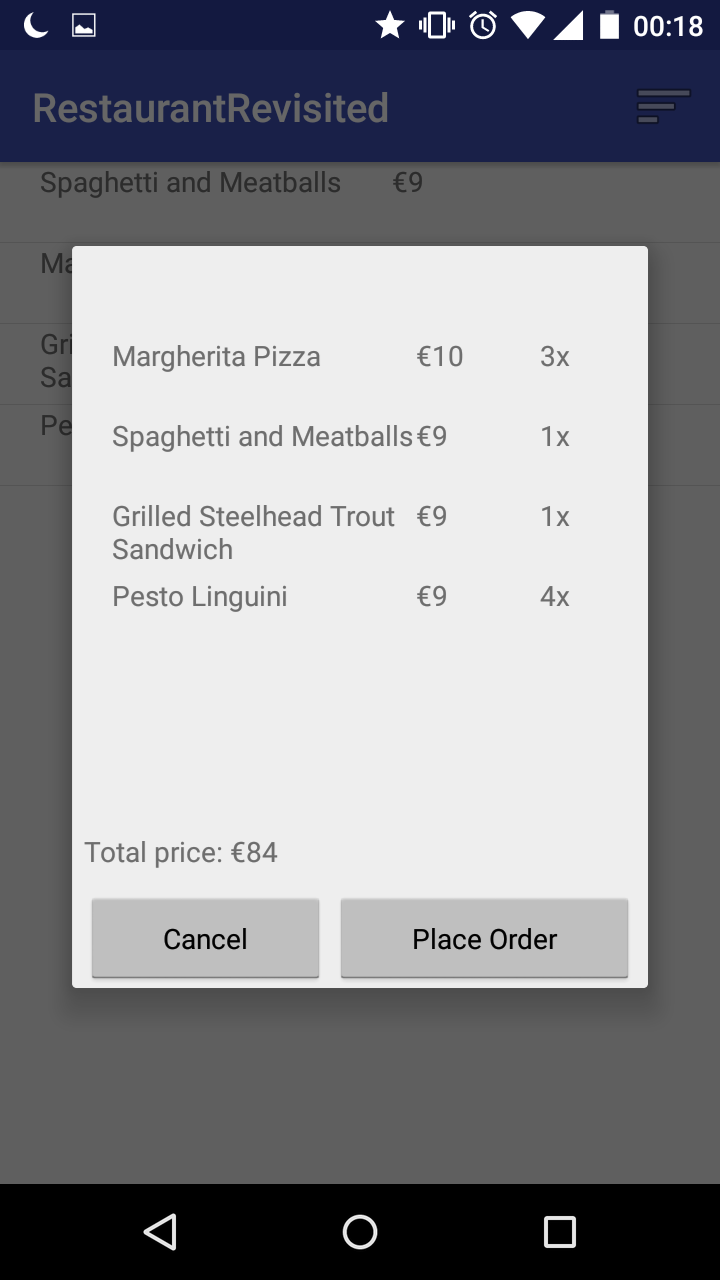 00:18
RestaurantRevisited
Spaghetti and Meatballs €9
Ma
Gri
Sa
Pe
Margherita Pizza €10 3x
Spaghetti and Meatballs €9 1x
Grilled Steelhead Trout €9 1x
Sandwich
Pesto Linguini €9 4x
Total price: €84
Cancel Place Order